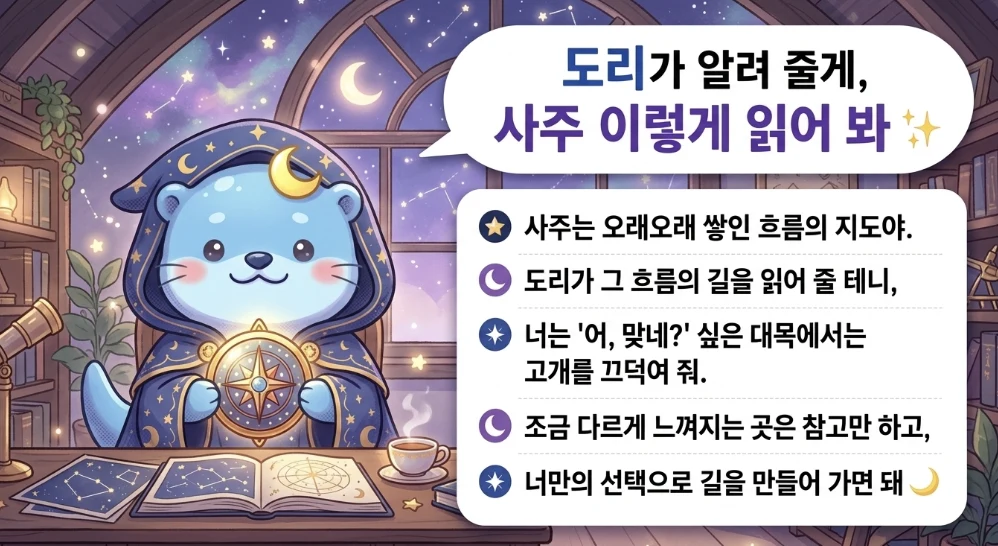 도리가 알려 줄게,
사주 이렇게 읽어 봐
사주는 오래오래 쌓인 흐름의 지도야.
도리가 그 흐름의 길을 읽어 줄 테니,
너는 '어, 맞네?' 싶은 대목에서는
고개를 끄덕여 줘.
조금 다르게 느껴지는 곳은 참고만 하고,
너만의 선택으로 길을 만들어 가면 돼